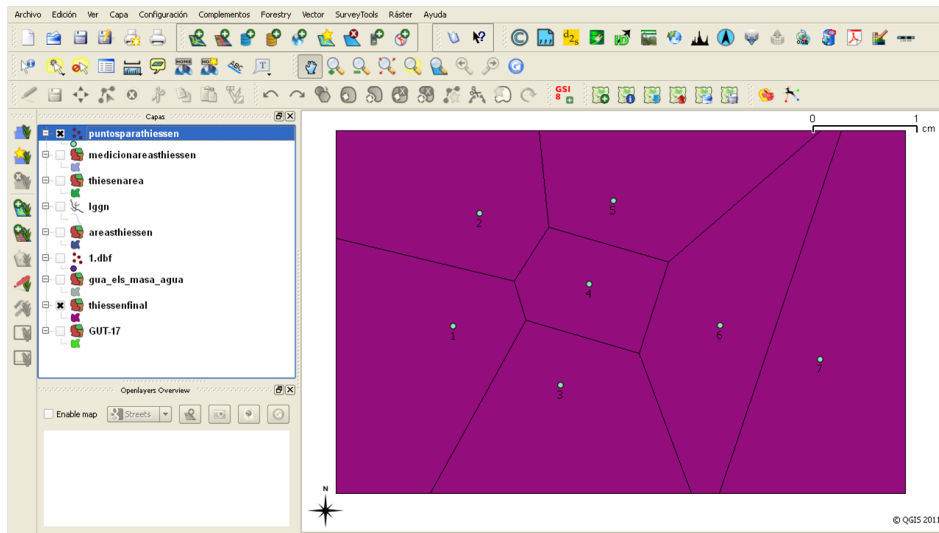 Archivo Edición Ver Capa Configuración Complementos Forestry Vector SurveyTools Ráster Ayuda
Capas
puntosparathiessen
medicionareasthiessen
thiesenarea
lggn
areasthiessen
1.dbf
gua_els_masa_agua
thiessenfinal
GUT-17
Openlayers Overview
Enable map Streets
0 1
cm
5
2
4
1
6
3
7
N
© QGIS 2011